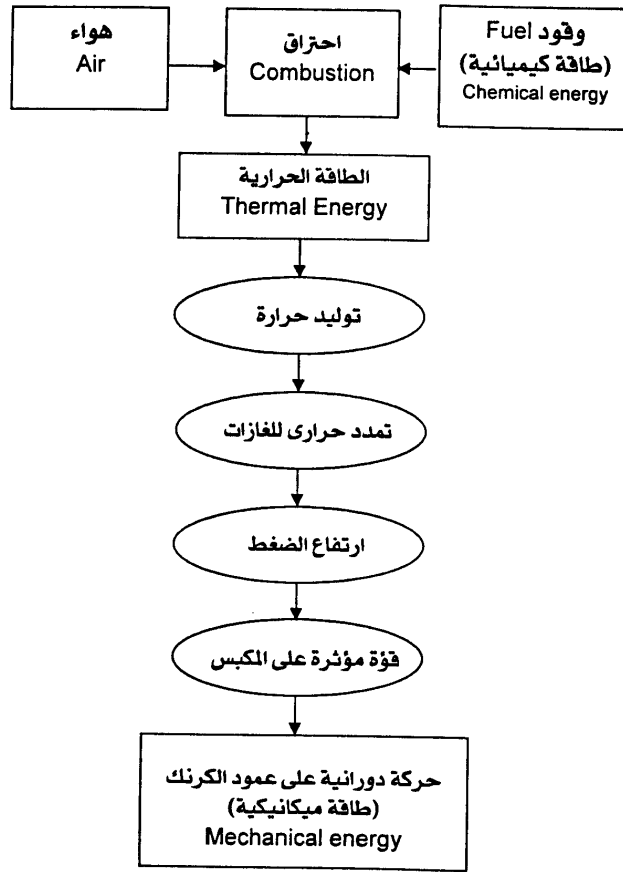 هواء
Air
احتراق
Combustion
وقود Fuel
(طاقة كيميائية)
Chemical energy
الطاقة الحرارية
Thermal Energy
توليد حرارة
تمدد حرارى للغازات
ارتفاع الضغط
قؤة مؤثرة على المكبس
حركة دورانية على عمود الكرنك
(طاقة ميكانيكية)
Mechanical energy